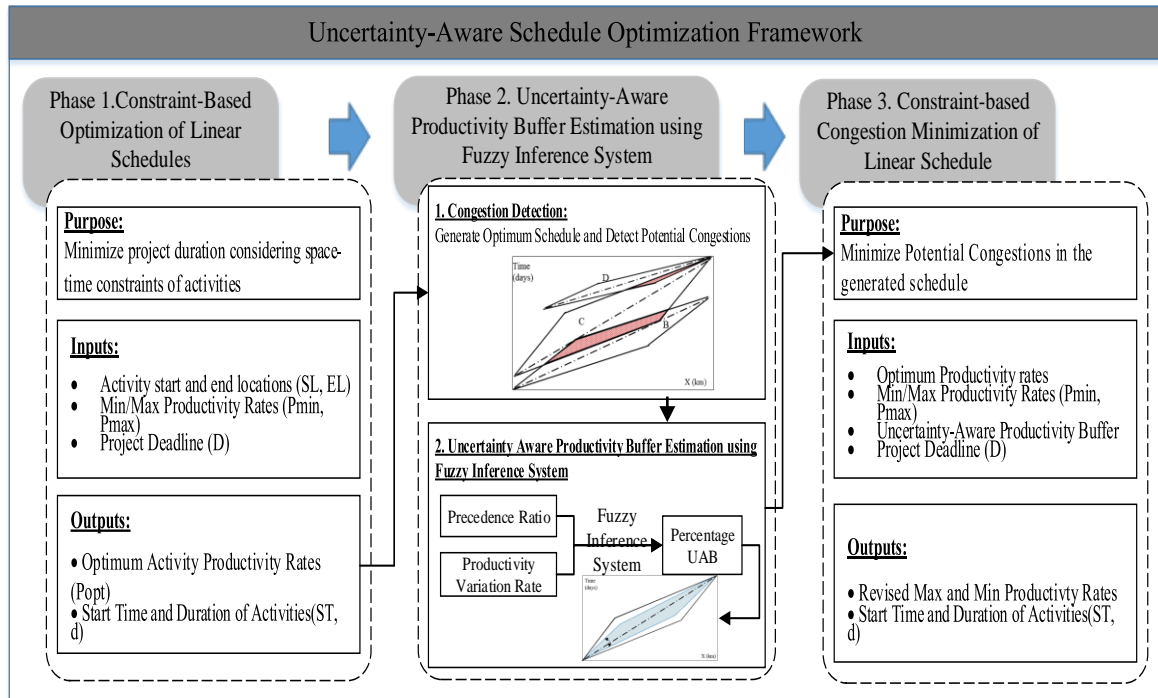 Uncertainty-Aware Schedule Optimization Framework
Phase 1.Constraint-Based
Optimization of Linear
Schedules
Purpose:
Minimize project duration considering space-
time constraints of activities
Inputs:
• Activity start and end locations (SL, EL)
• Min/Max Productivity Rates (Pmin,
Pmax)
• Project Deadline (D)
Outputs:
• Optimum Activity Productivity Rates
(Popt)
• Start Time and Duration of Activities(ST,
d)
Phase 2. Uncertainty-Aware
Productivity Buffer Estimation using
Fuzzy Inference System
1. Congestion Detection:
Generate Optimum Schedule and Detect Potential Congestions
Time
(days)
D
C
B
X (km)
2. Uncertainty Aware Productivity Buffer Estimation using
Fuzzy Inference System
Precedence Ratio
Productivity
Variation Rate
Fuzzy
Inference
System
Percentage
UAB
Time
(days)
X (km)
Phase 3. Constraint-based
Congestion Minimization of
Linear Schedule
Purpose:
Minimize Potential Congestions in the
generated schedule
Inputs:
• Optimum Productivity rates
• Min/Max Productivity Rates (Pmin,
Pmax)
• Uncertainty-Aware Productivity Buffer
• Project Deadline (D)
Outputs:
• Revised Max and Min Productivty Rates
• Start Time and Duration of Activities(ST,
d)